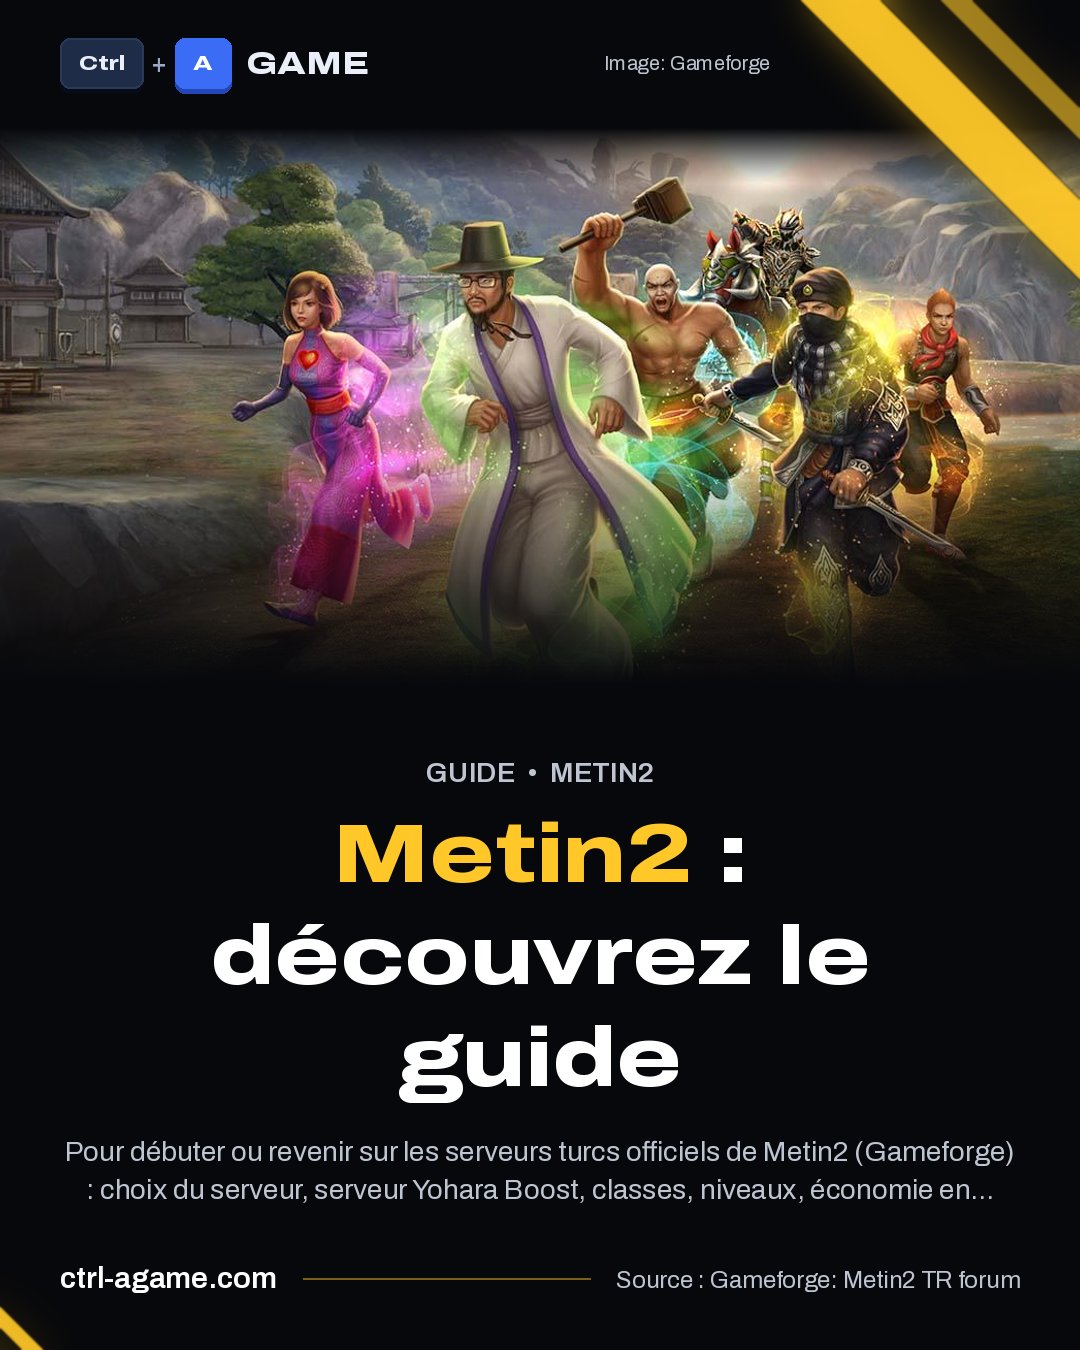 Ctrl + A GAME
Image: Gameforge
GUIDE • METIN2
Metin2 :
découvrez le
guide
Pour débuter ou revenir sur les serveurs turcs officiels de Metin2 (Gameforge)
: choix du serveur, serveur Yohara Boost, classes, niveaux, économie en...
ctrl-agame.com
Source : Gameforge: Metin2 TR forum